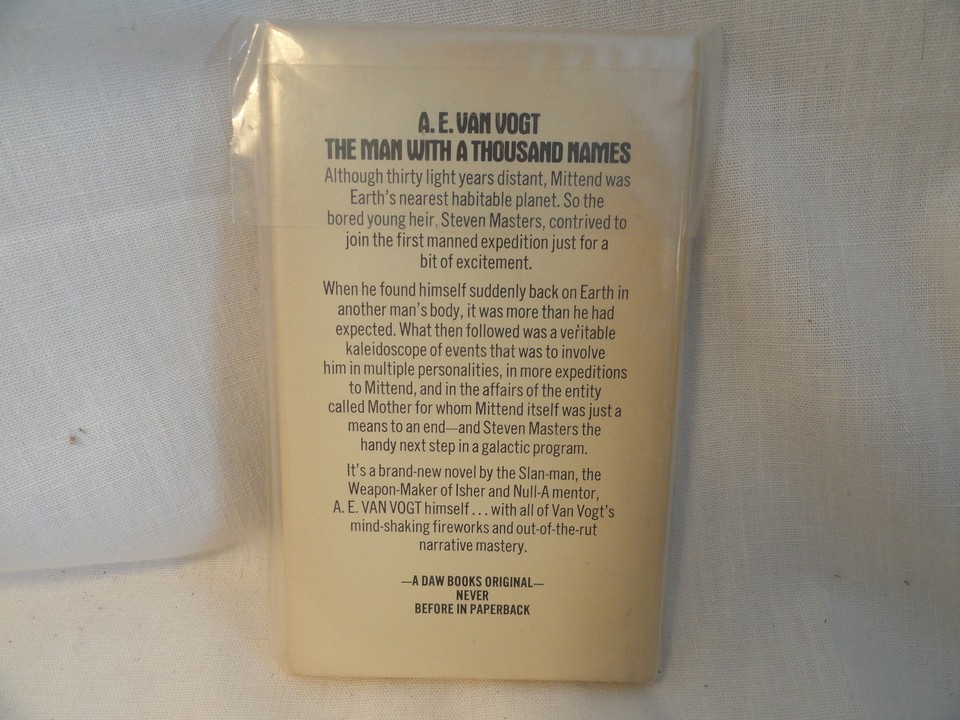 A. E. VAN VOGT
THE MAN WITH A THOUSAND NAMES
Although thirty light years distant, Mittend was
Earth's nearest habitable planet. So the
bored young heir, Steven Masters, contrived to
join the first manned expedition just for a
bit of excitement.
When he found himself suddenly back on Earth in
another man's body, it was more than he had
expected. What then followed was a veritable
kaleidoscope of events that was to involve
him in multiple personalities, in more expeditions
to Mittend, and in the affairs of the entity
called Mother for whom Mittend itself was just a
means to an end—and Steven Masters the
handy next step in a galactic program.
It's a brand-new novel by the Slan-man, the
Weapon-Maker of Isher and Null-A mentor,
A. E. VAN VOGT himself . . . with all of Van Vogt's
mind-shaking fireworks and out-of-the-rut
narrative mastery.
—A DAW BOOKS ORIGINAL—
NEVER
BEFORE IN PAPERBACK